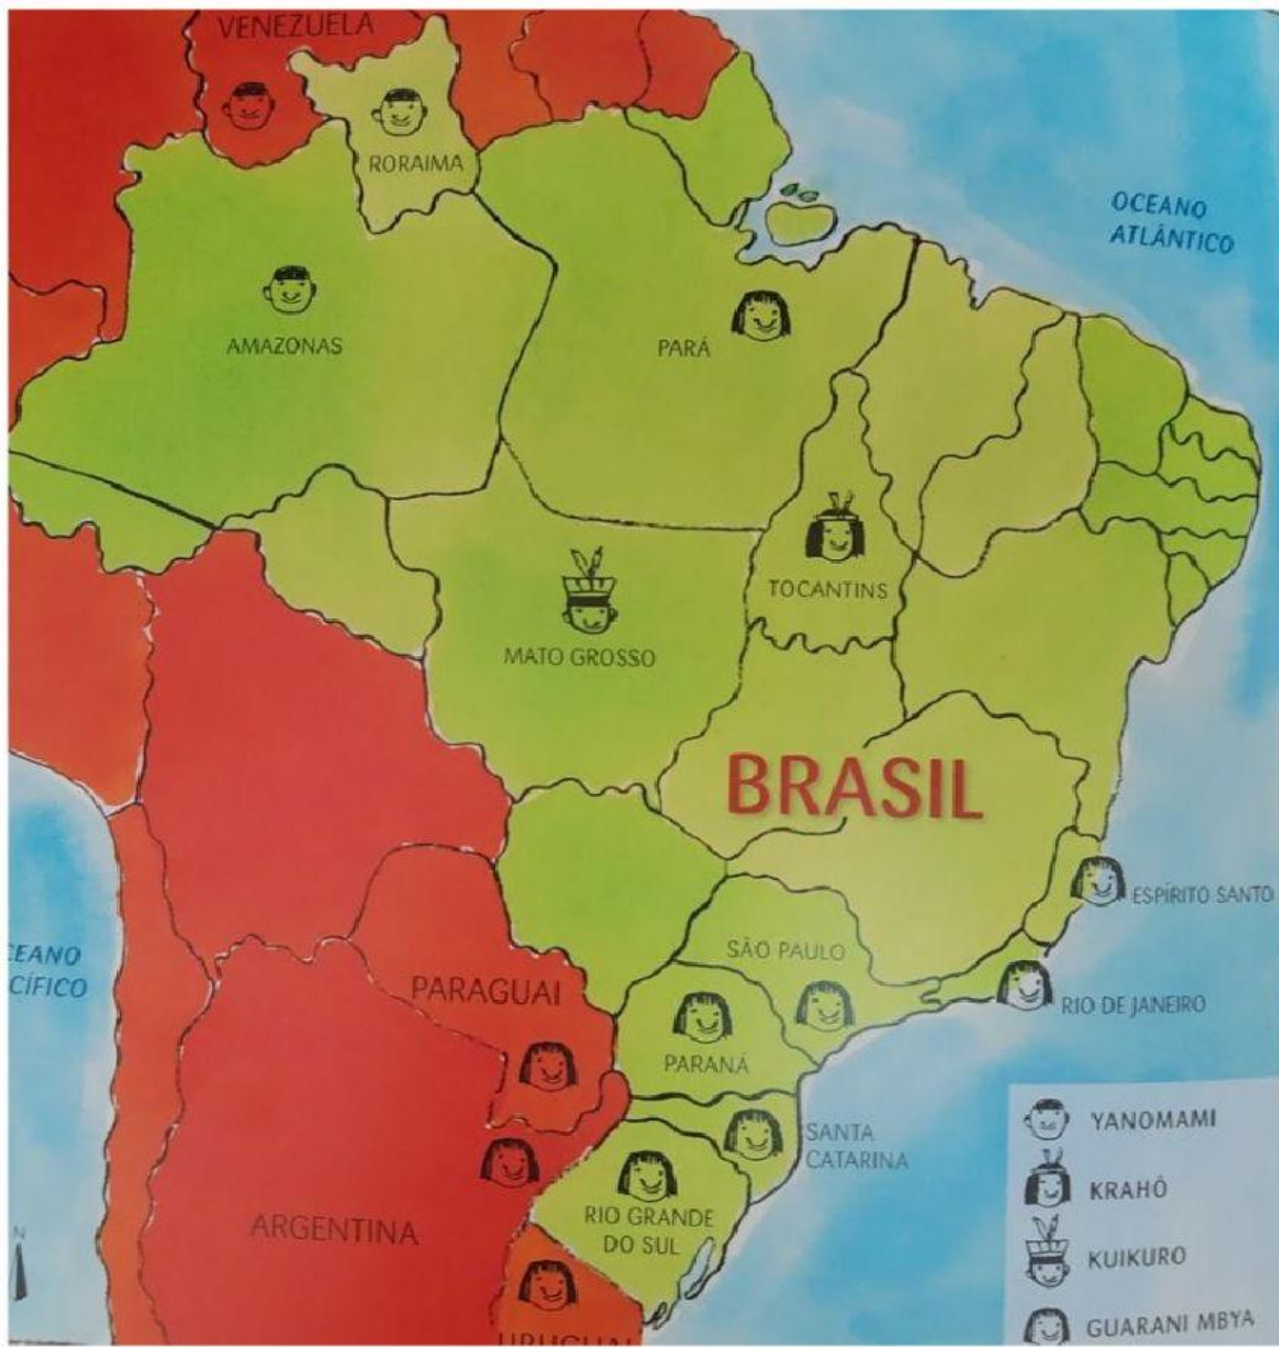 VENEZUELA
RORAIMA
OCEANO
ATLÂNTICO
AMAZONAS
PARÁ
TOCANTINS
MATO GROSSO
BRASIL
ESPÍRITO SANTO
SÃO PAULO
CEANO
CÍFICO
PARAGUAI
RIO DE JANEIRO
PARANÁ
SANTA
CATARINA
ARGENTINA
RIO GRANDE
DO SUL
N
URUGUAI
YANOMAMI
KRAHÔ
KUIKURO
GUARANI MBYA